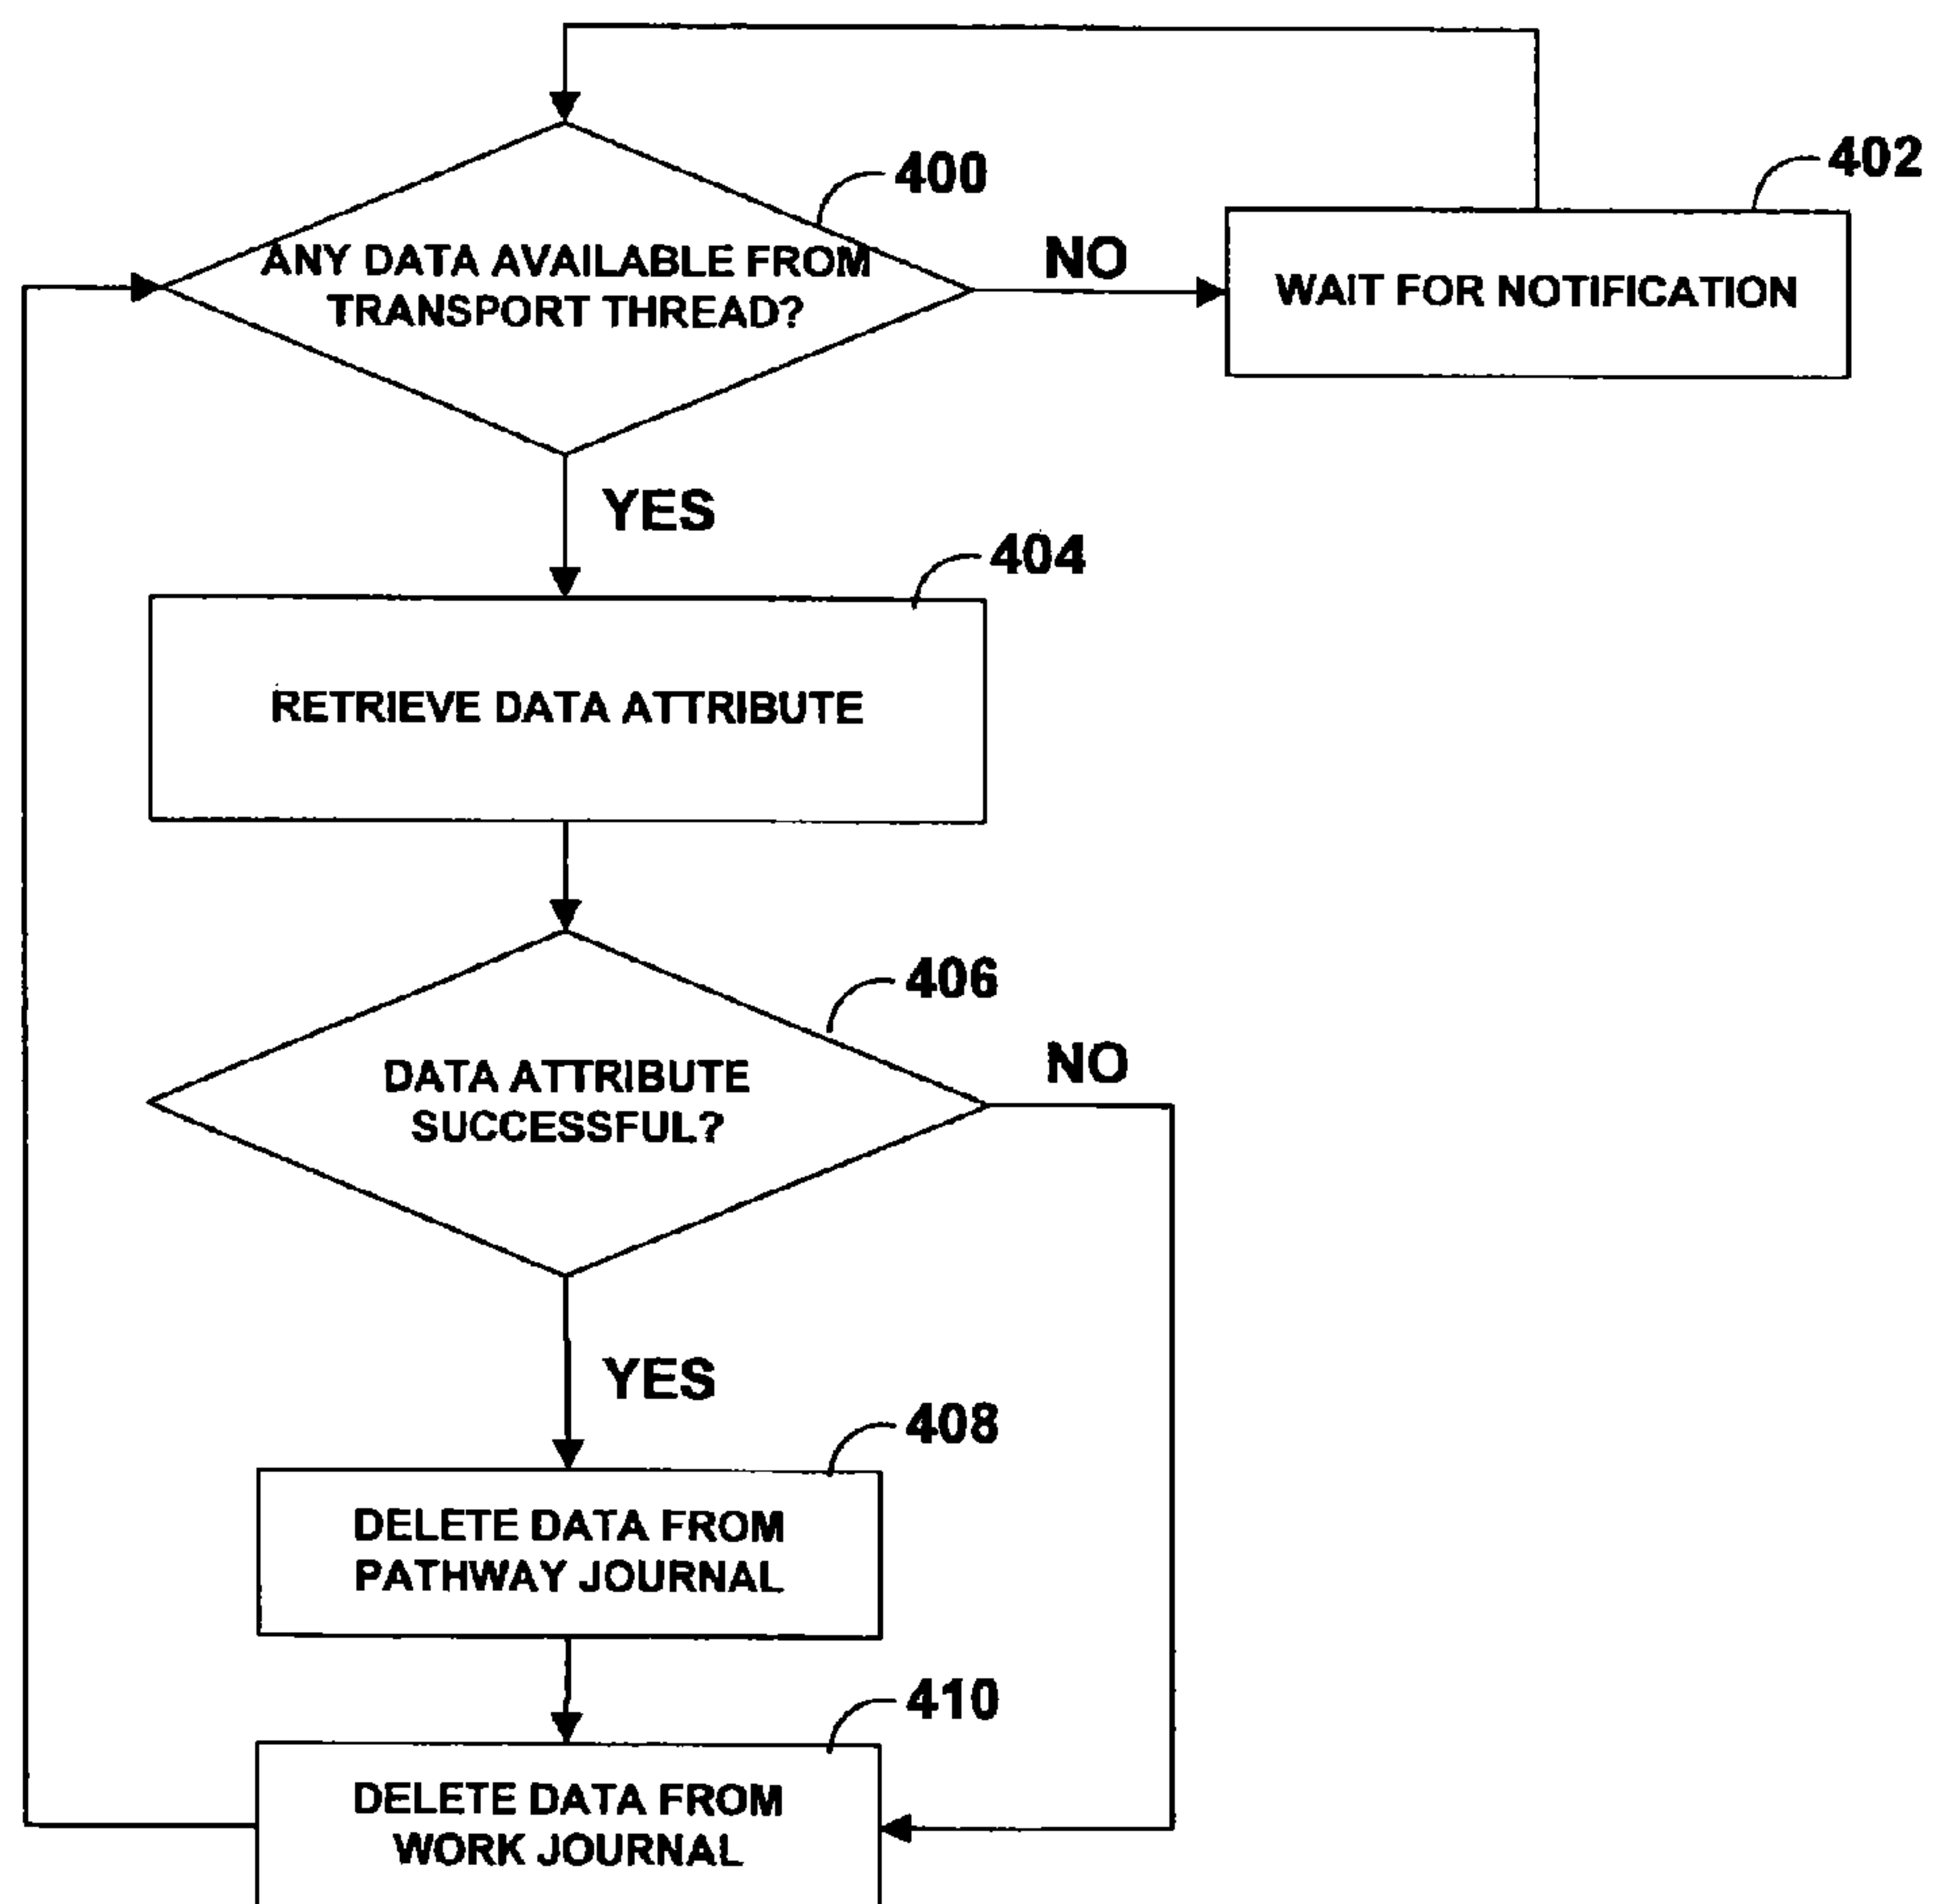 400
402
ANY DATA AVAILABLE FROM
TRANSPORT THREAD?
NO
WAIT FOR NOTIFICATION
YES
404
RETRIEVE DATA ATTRIBUTE
406
NO
DATA ATTRIBUTE
SUCCESSFUL?
YES
408
DELETE DATA FROM
PATHWAY JOURNAL
410
DELETE DATA FROM
WORK JOURNAL